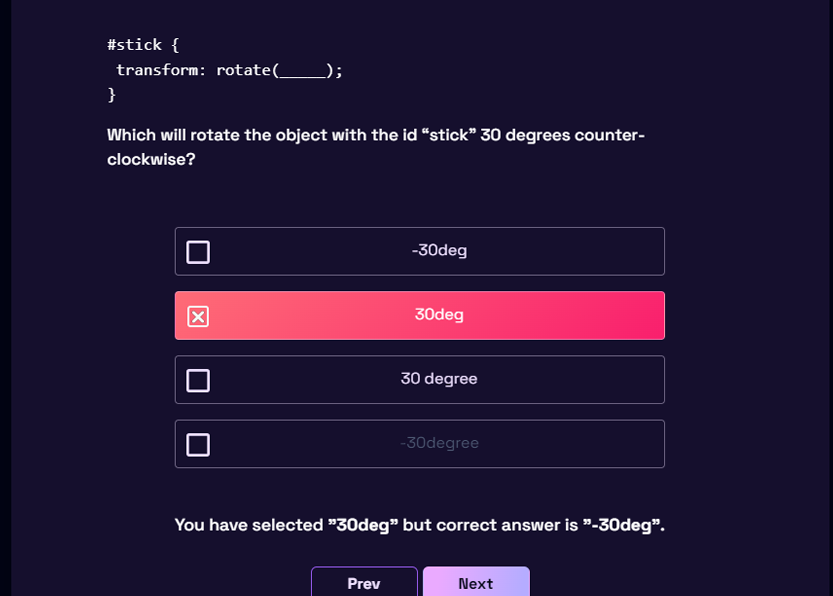 #stick {
transform: rotate(_____);
}
Which will rotate the object with the id “stick” 30 degrees counter-
clockwise?
-30deg
30deg
30 degree
-30degree
You have selected ”30deg” but correct answer is ”-30deg”.
Prev
Next